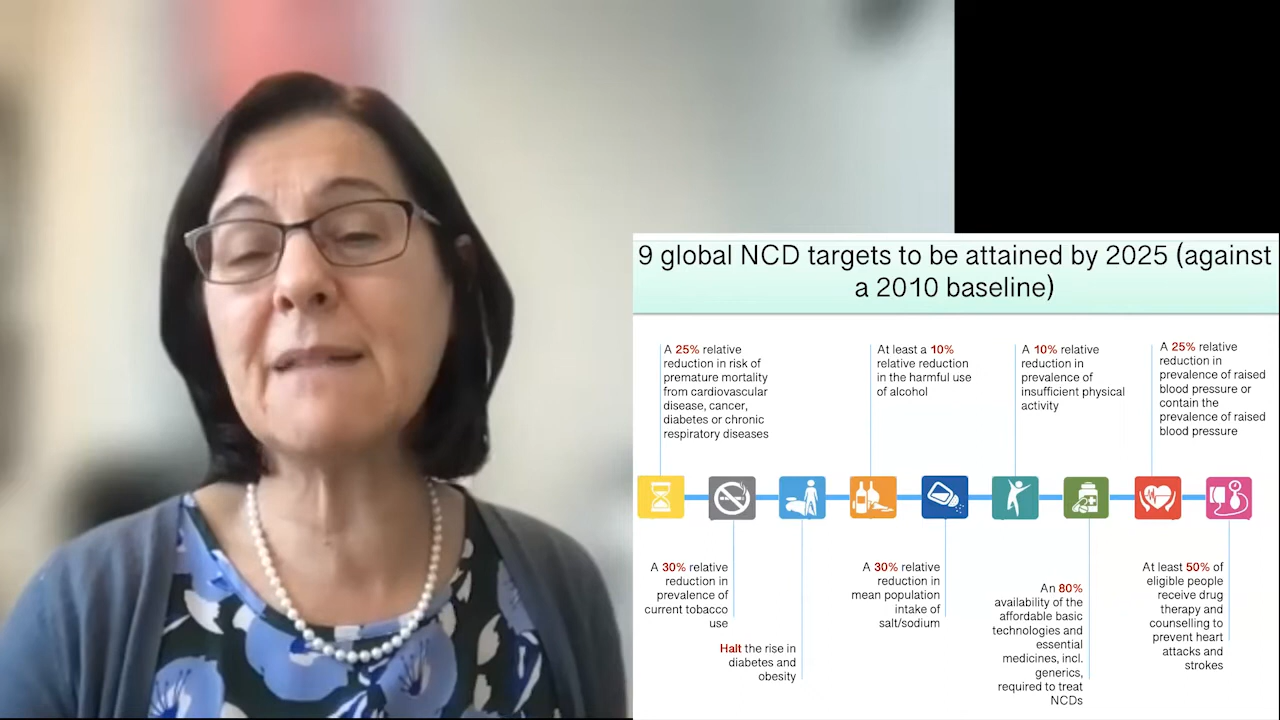 9 global NCD targets to be attained by 2025 (against
a 2010 baseline)
A 25% relative
reduction in risk of
premature mortality
from cardiovascular
disease, cancer,
diabetes or chronic
respiratory diseases
At least a 10%
relative reduction
in the harmful use
of alcohol
A 10% relative
reduction in
prevalence of
insufficient physical
activity
A 25% relative
reduction in
prevalence of raised
blood pressure or
contain the
prevalence of raised
blood pressure
A 30% relative
reduction in
prevalence of
current tobacco
use
Halt the rise in
diabetes and
obesity
A 30% relative
reduction in
mean population
intake of
salt/sodium
An 80%
availability of the
affordable basic
technologies and
essential
medicines, incl.
generics,
required to treat
NCDs
At least 50% of
eligible people
receive drug
therapy and
counselling to
prevent heart
attacks and
strokes